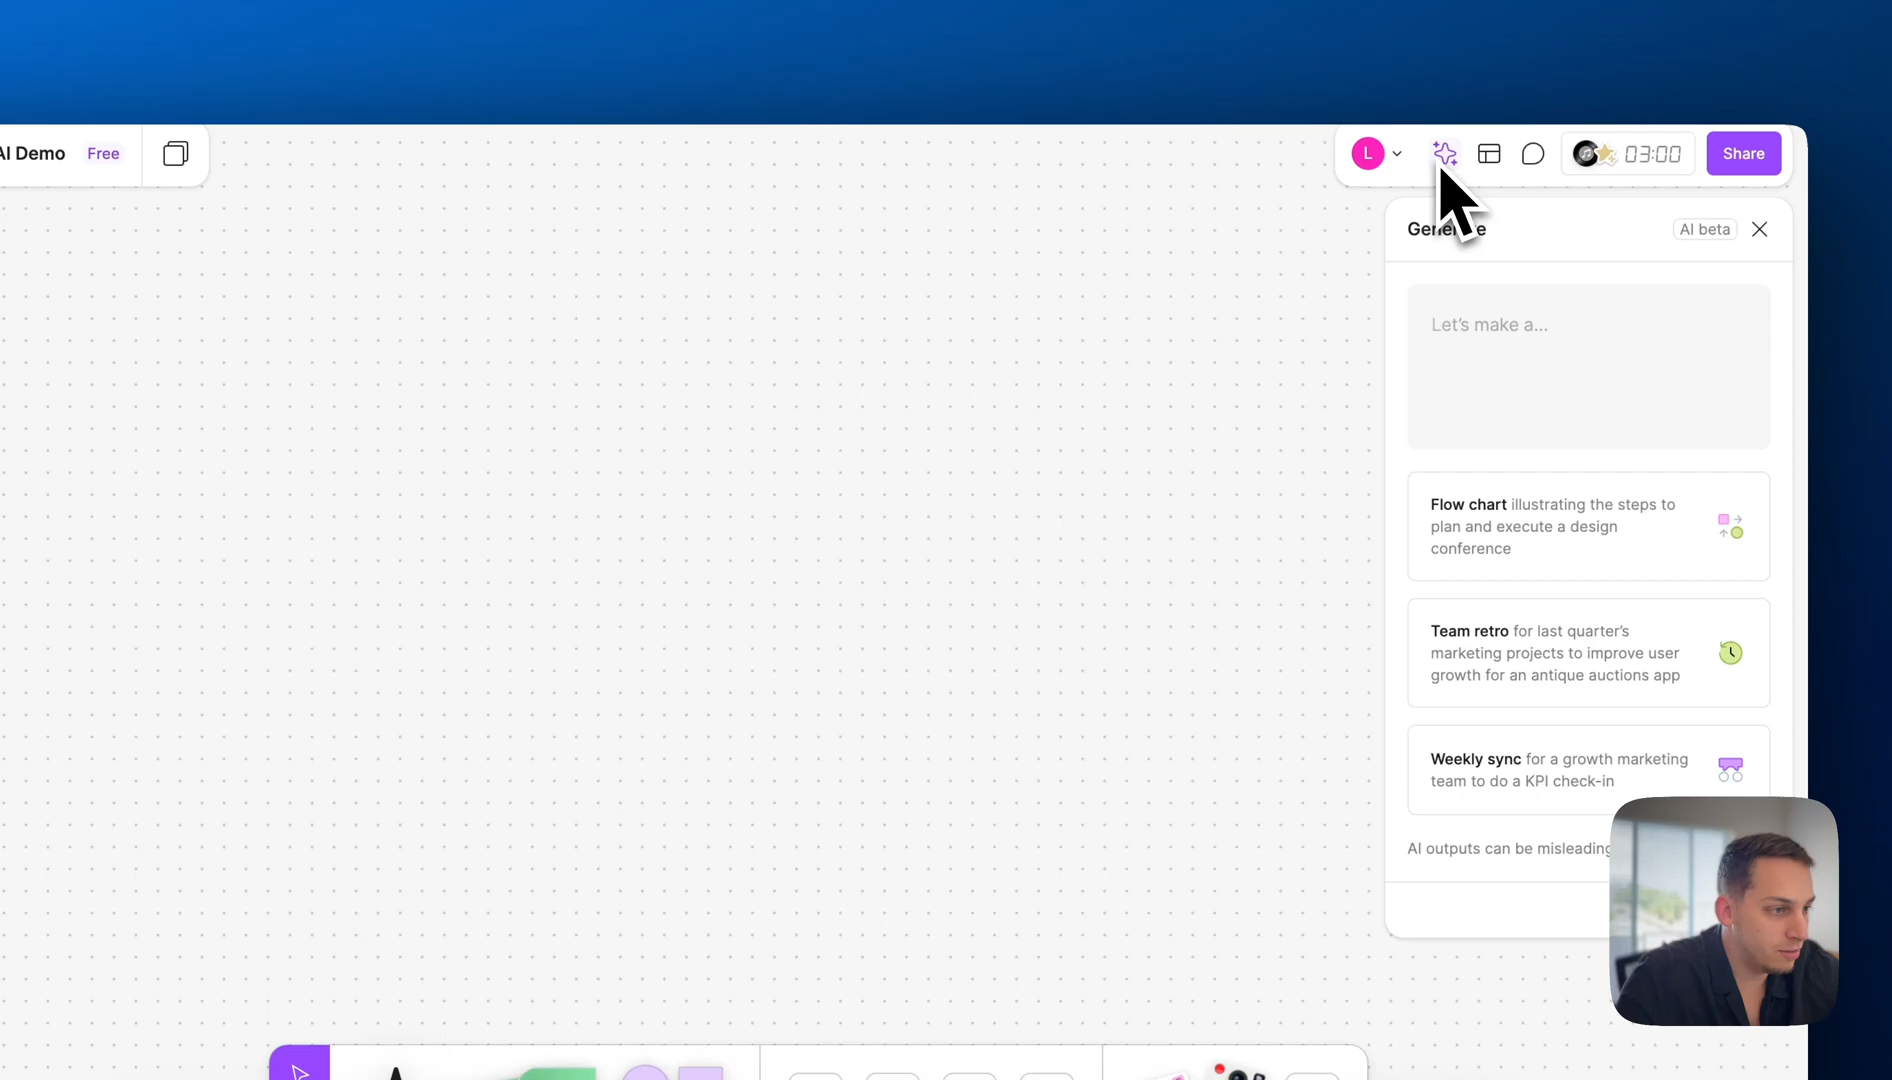 AI Demo Free
L
03:00
Share
Generate
AI beta
Let's make a...
Flow chart illustrating the steps to
plan and execute a design
conference
Team retro for last quarter's
marketing projects to improve user
growth for an antique auctions app
Weekly sync for a growth marketing
team to do a KPI check-in
AI outputs can be misleading